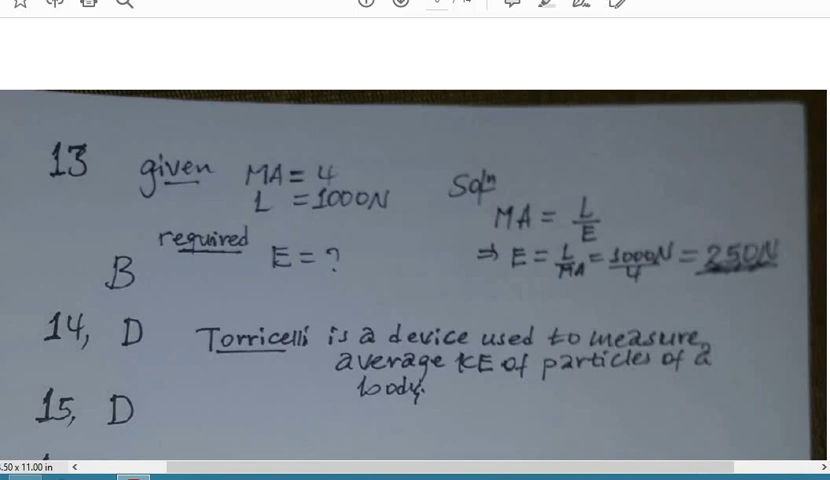 13 given MA = 4 Soln
L = 1000N MA = L/E
required E = ? ⇒ E = L/MA = 1000N/4 = 250N
B
14, D Torricelli is a device used to measure
average KE of particles of a
body.
15, D
.50 x 11.00 in